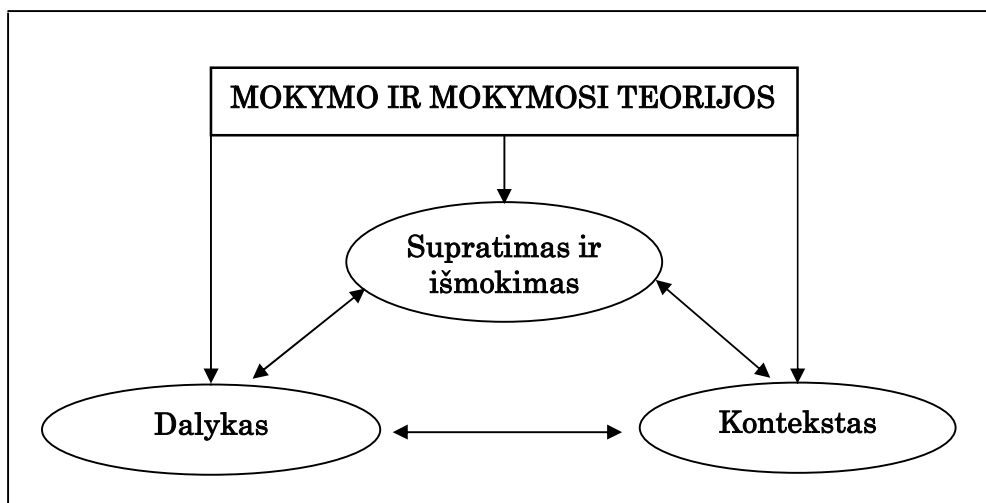 MOKYMO IR MOKYMOSI TEORIJOS
Supratimas ir
išmokimas
Dalykas
Kontekstas